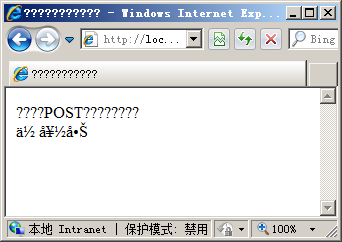 ??????????? - Windows Internet Exp...
http://loc...
Bing
???????????
????POST????????
ä½ å¥½å•Š
本地 Intranet | 保护模式: 禁用
100%